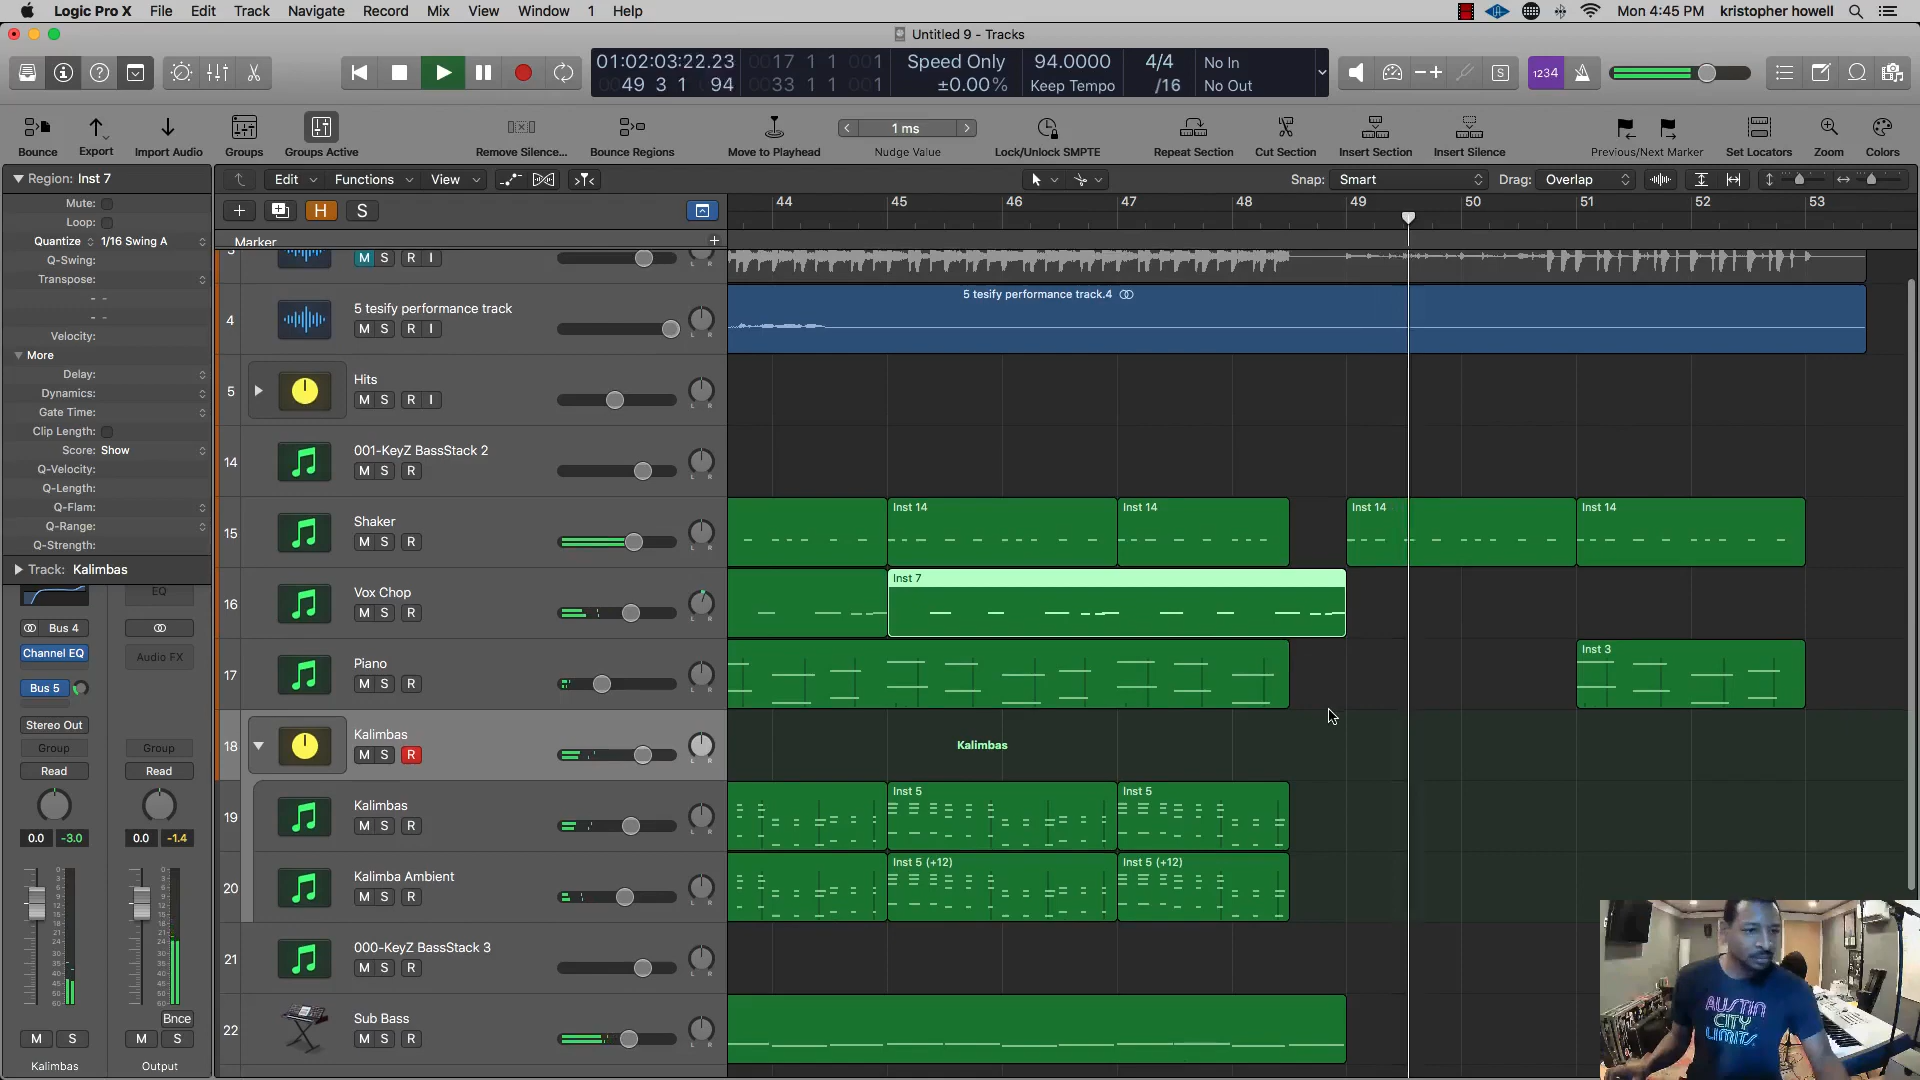 Logic Pro X File Edit Track Navigate Record Mix View Window 1 Help
Mon 4:45 PM kristopher howell
Untitled 9 - Tracks
01:02:03:22.23 0017 1 1 001 Speed Only 94.0000 4/4 No In
0049 3 1 94 0033 1 1 001 ±0.00% Keep Tempo /16 No Out
S 1234
Bounce Export Import Audio Groups Groups Active Remove Silence... Bounce Regions Move to Playhead
1 ms
Nudge Value Lock/Unlock SMPTE Repeat Section Cut Section Insert Section Insert Silence Previous/Next Marker Set Locators Zoom Colors
Region: Inst 7
Edit Functions View Snap: Smart Drag: Overlap
Mute:
Loop:
Quantize 1/16 Swing A
Q-Swing:
Transpose:
- -
- -
Velocity:
More
Delay:
Dynamics:
Gate Time:
Clip Length:
Score: Show
Q-Velocity:
Q-Length:
Q-Flam:
Q-Range:
Q-Strength:
Track: Kalimbas
EQ
Bus 4
Channel EQ Audio FX
Bus 5
Stereo Out
Group Group
Read Read
0.0 -3.0 0.0 -1.4
Bnce
M S M S
Kalimbas Output
H S
44 45 46 47 48 49 50 51 52 53
Marker
M S R I
4 5 tesify performance track
M S R I
5 tesify performance track.4
5 Hits
M S R I
14 001-KeyZ BassStack 2
M S R
15 Shaker
M S R
Inst 14 Inst 14 Inst 14 Inst 14
16 Vox Chop
M S R
Inst 7
17 Piano
M S R
Inst 3
18 Kalimbas
M S R
Kalimbas
19 Kalimbas
M S R
Inst 5 Inst 5
20 Kalimba Ambient
M S R
Inst 5 (+12) Inst 5 (+12)
21 000-KeyZ BassStack 3
M S R
22 Sub Bass
M S R
AUSTIN
CITY
LIMITS